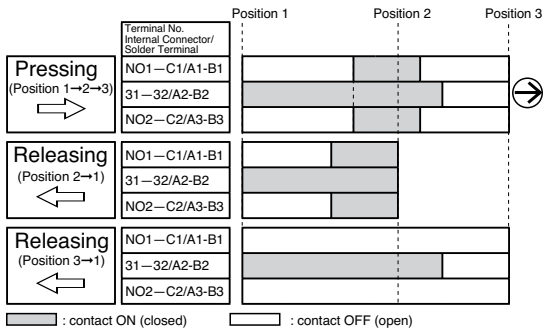 Position 1 Position 2 Position 3
Terminal No.
Internal Connector/
Solder Terminal
Pressing
(Position 1→2→3)
NO1—C1/A1-B1
31—32/A2-B2
NO2—C2/A3-B3
Releasing
(Position 2→1)
NO1—C1/A1-B1
31—32/A2-B2
NO2—C2/A3-B3
Releasing
(Position 3→1)
NO1—C1/A1-B1
31—32/A2-B2
NO2—C2/A3-B3
: contact ON (closed) : contact OFF (open)